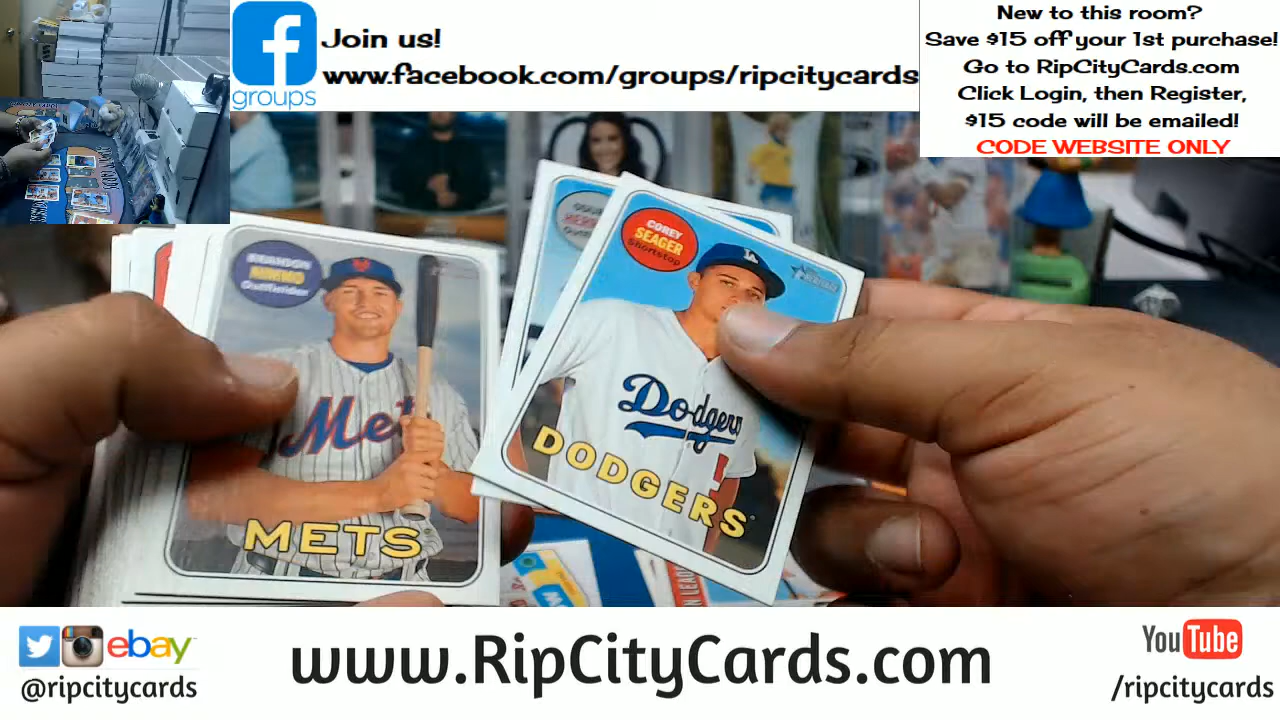 groups
Join us!
www.facebook.com/groups/ripcitycards
New to this room?
Save $15 off your 1st purchase!
Go to RipCityCards.com
Click Login, then Register,
$15 code will be emailed!
CODE WEBSITE ONLY
BRANDON
NIMMO
Outfielder
Mets
METS
COREY
SEAGER
Shortstop
Heritage
Dodgers
DODGERS
ebay
@ripcitycards
www.RipCityCards.com
YouTube
/ripcitycards